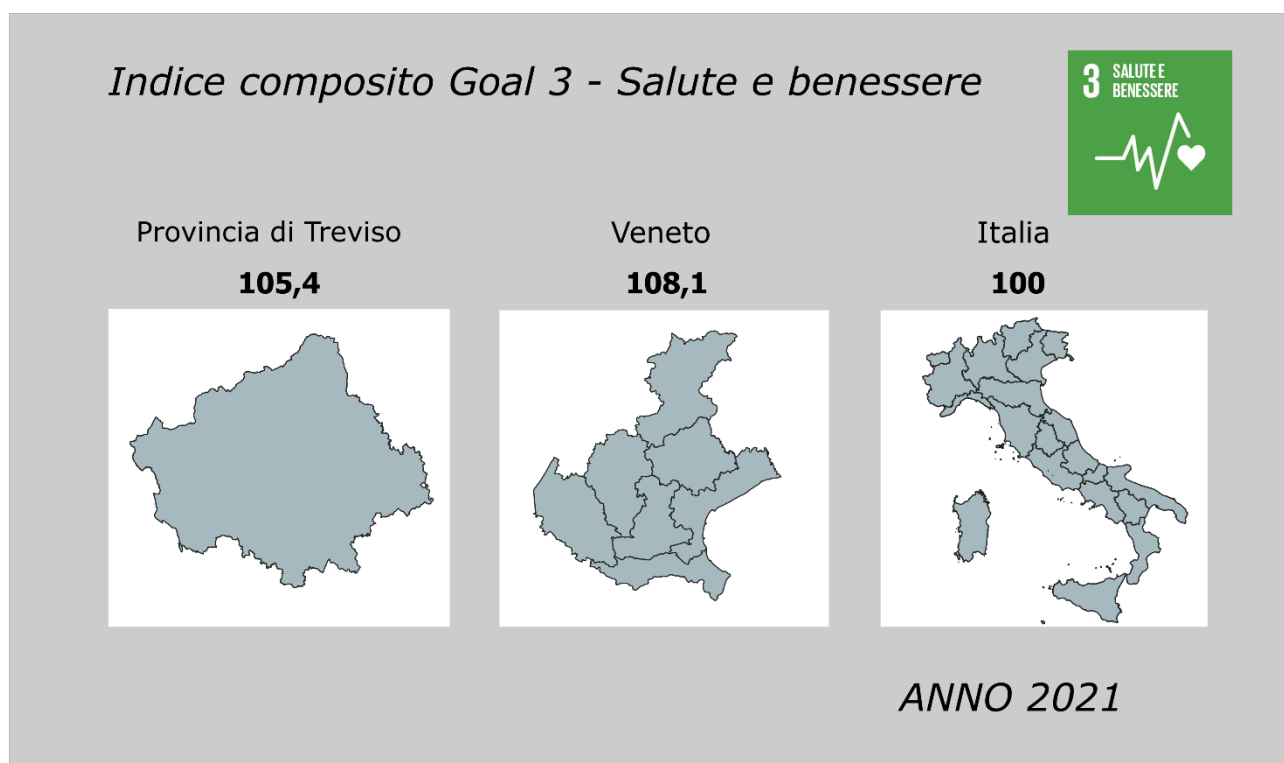 Indice composito Goal 3 - Salute e benessere
3 SALUTE E
BENESSERE
Provincia di Treviso
105,4
Veneto
108,1
Italia
100
ANNO 2021